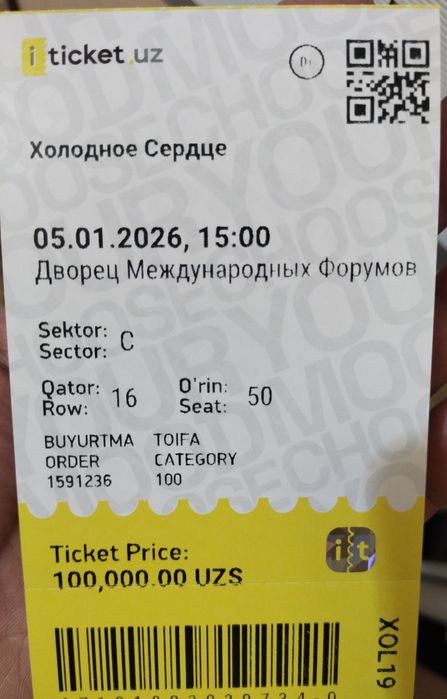 iticket.uz
Холодное Сердце
05.01.2026, 15:00
Дворец Международных Форумов
Sektor: C
Sector:
Qator: 16 O'rin: 50
Row: Seat:
BUYURTMA TOIFA
ORDER CATEGORY
1591236 100
Ticket Price:
it
100,000.00 UZS
XOL19